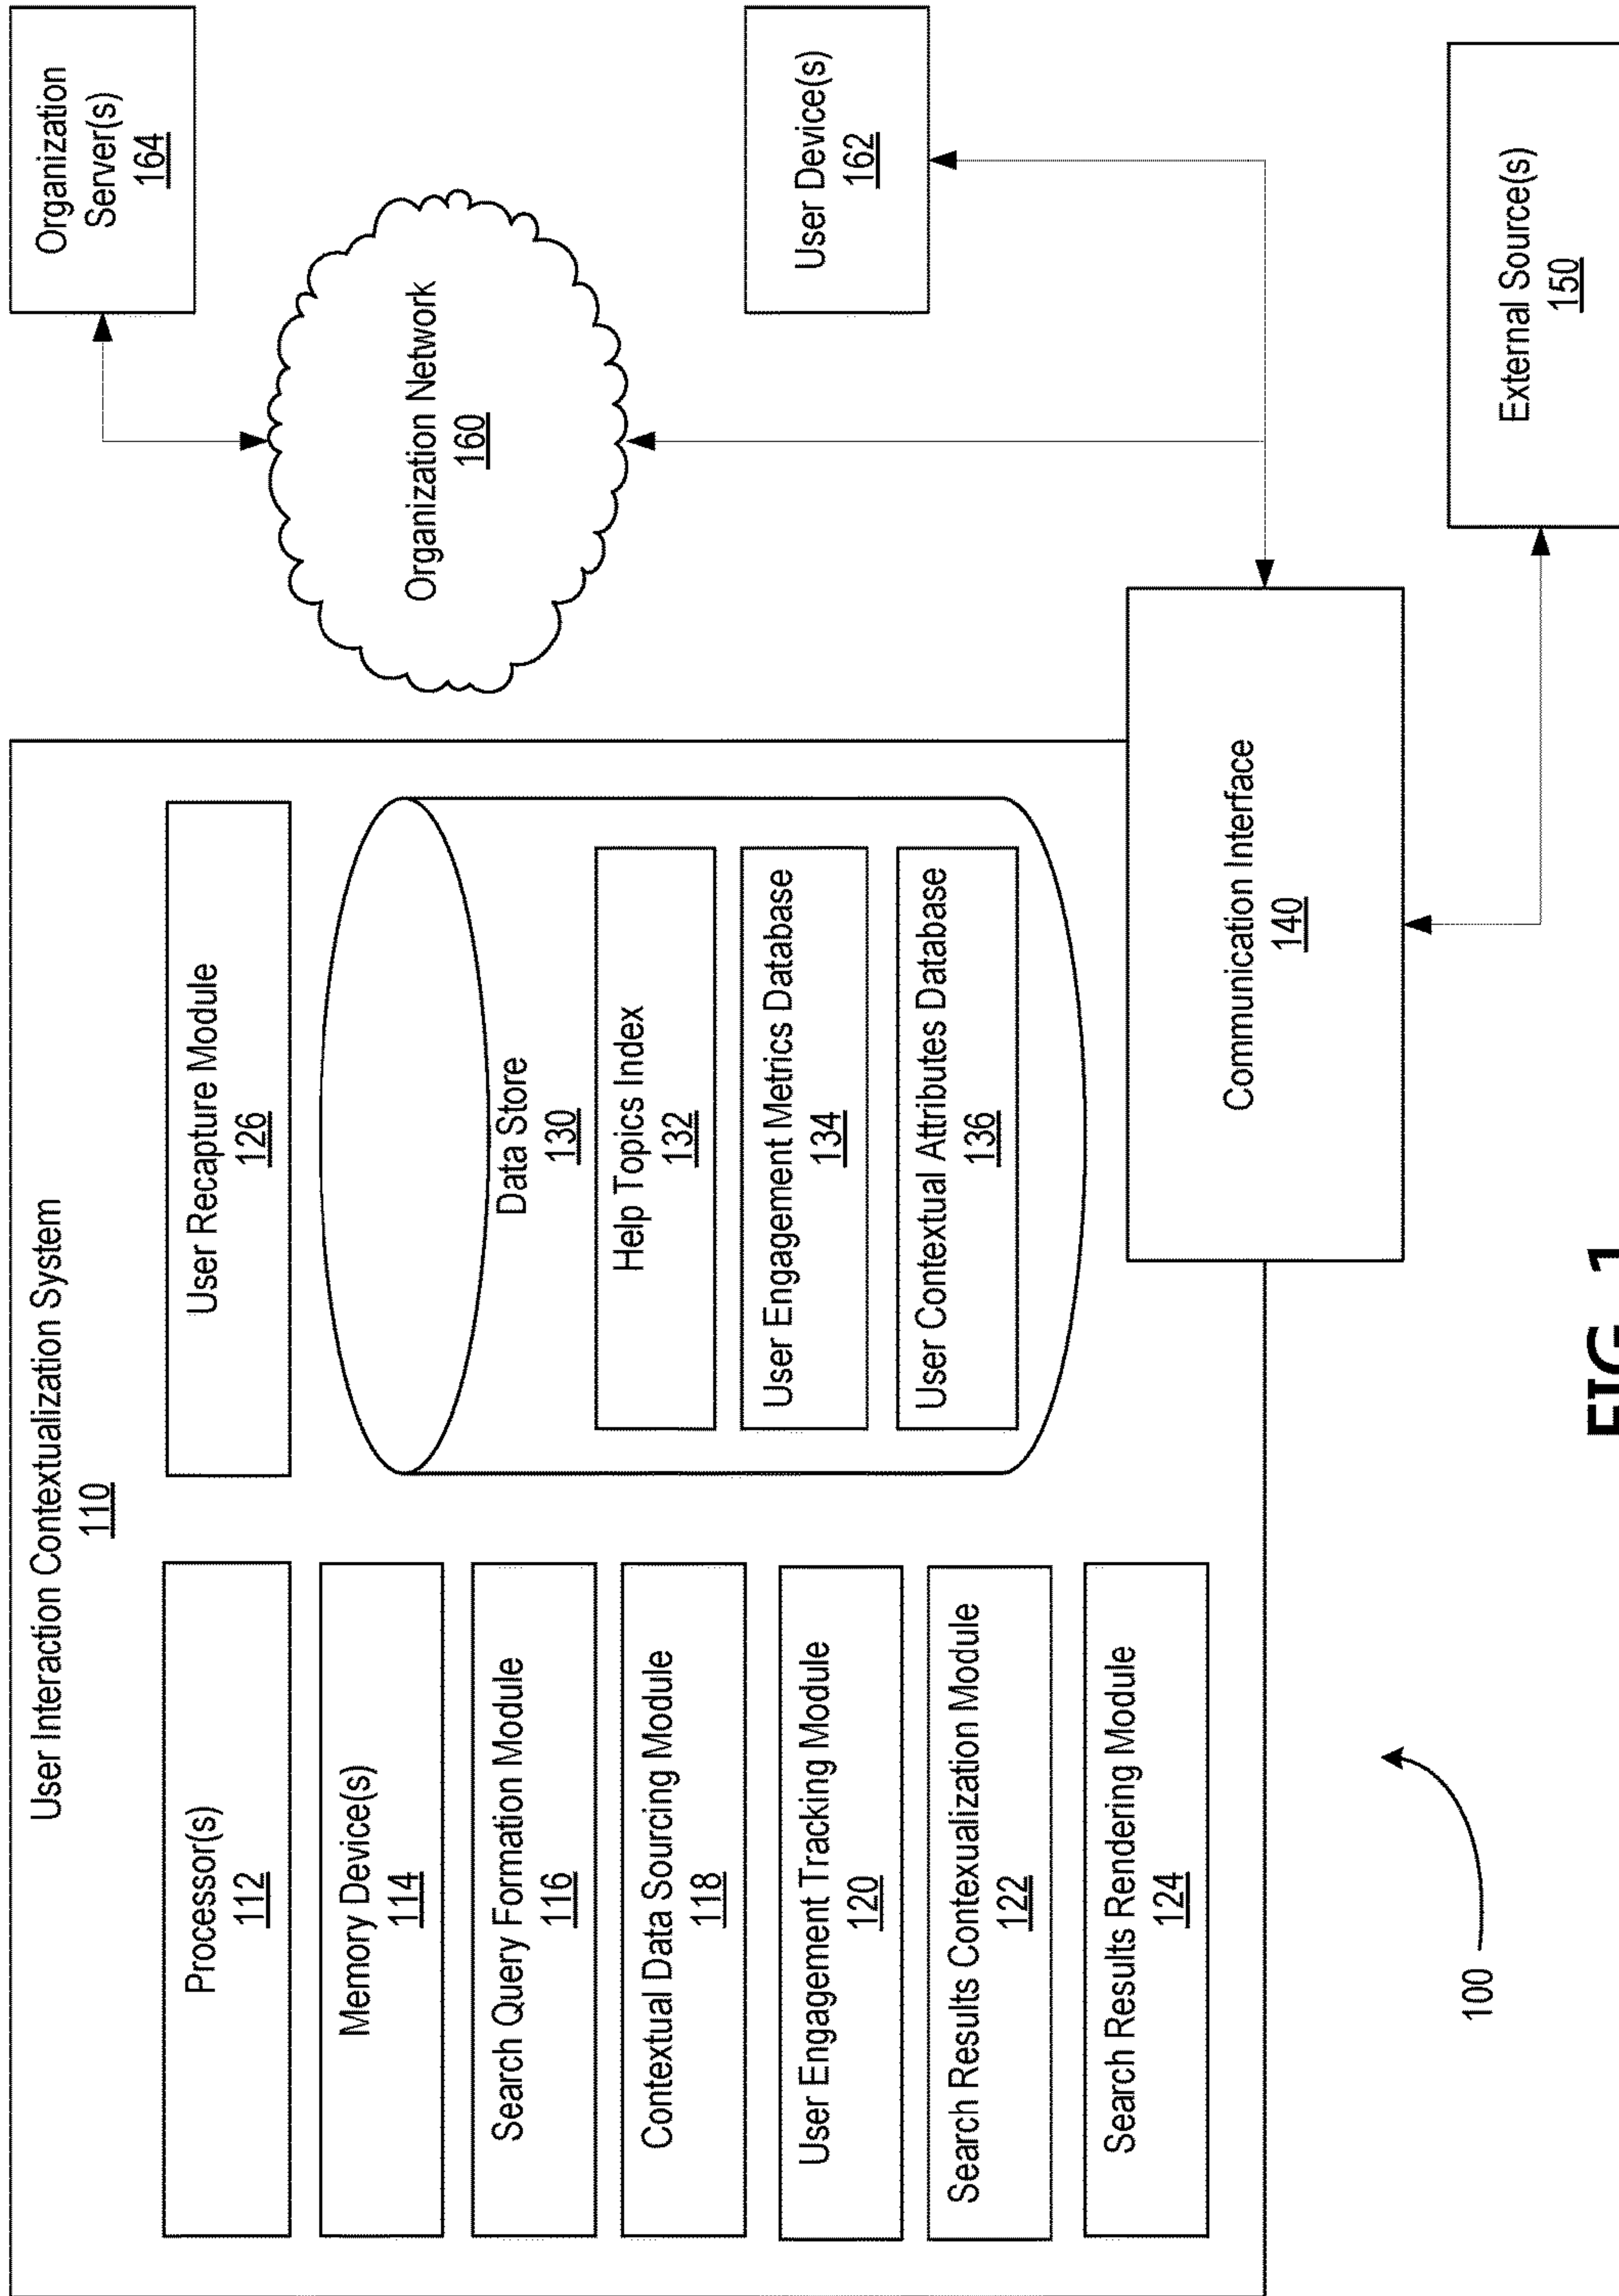 User Interaction Contextualization System
110
Processor(s)
112
Memory Device(s)
114
Search Query Formation Module
116
Contextual Data Sourcing Module
118
User Engagement Tracking Module
120
Search Results Contexualization Module
122
Search Results Rendering Module
124
User Recapture Module
126
Data Store
130
Help Topics Index
132
User Engagement Metrics Database
134
User Contextual Attributes Database
136
Communication Interface
140
Organization
Server(s)
164
Organization Network
160
User Device(s)
162
External Source(s)
150
100
FIG. 1